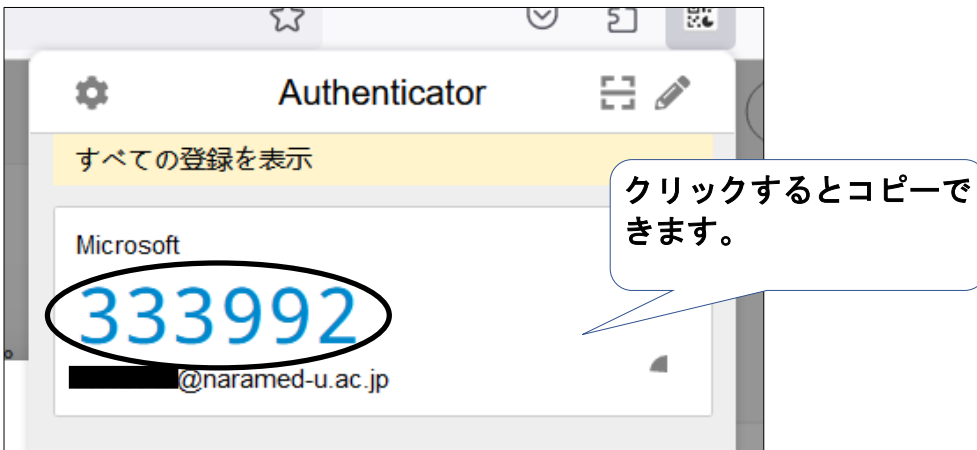 Authenticator
すべての登録を表示
クリックするとコピーで
きます。
Microsoft
333992
@naramed-u.ac.jp